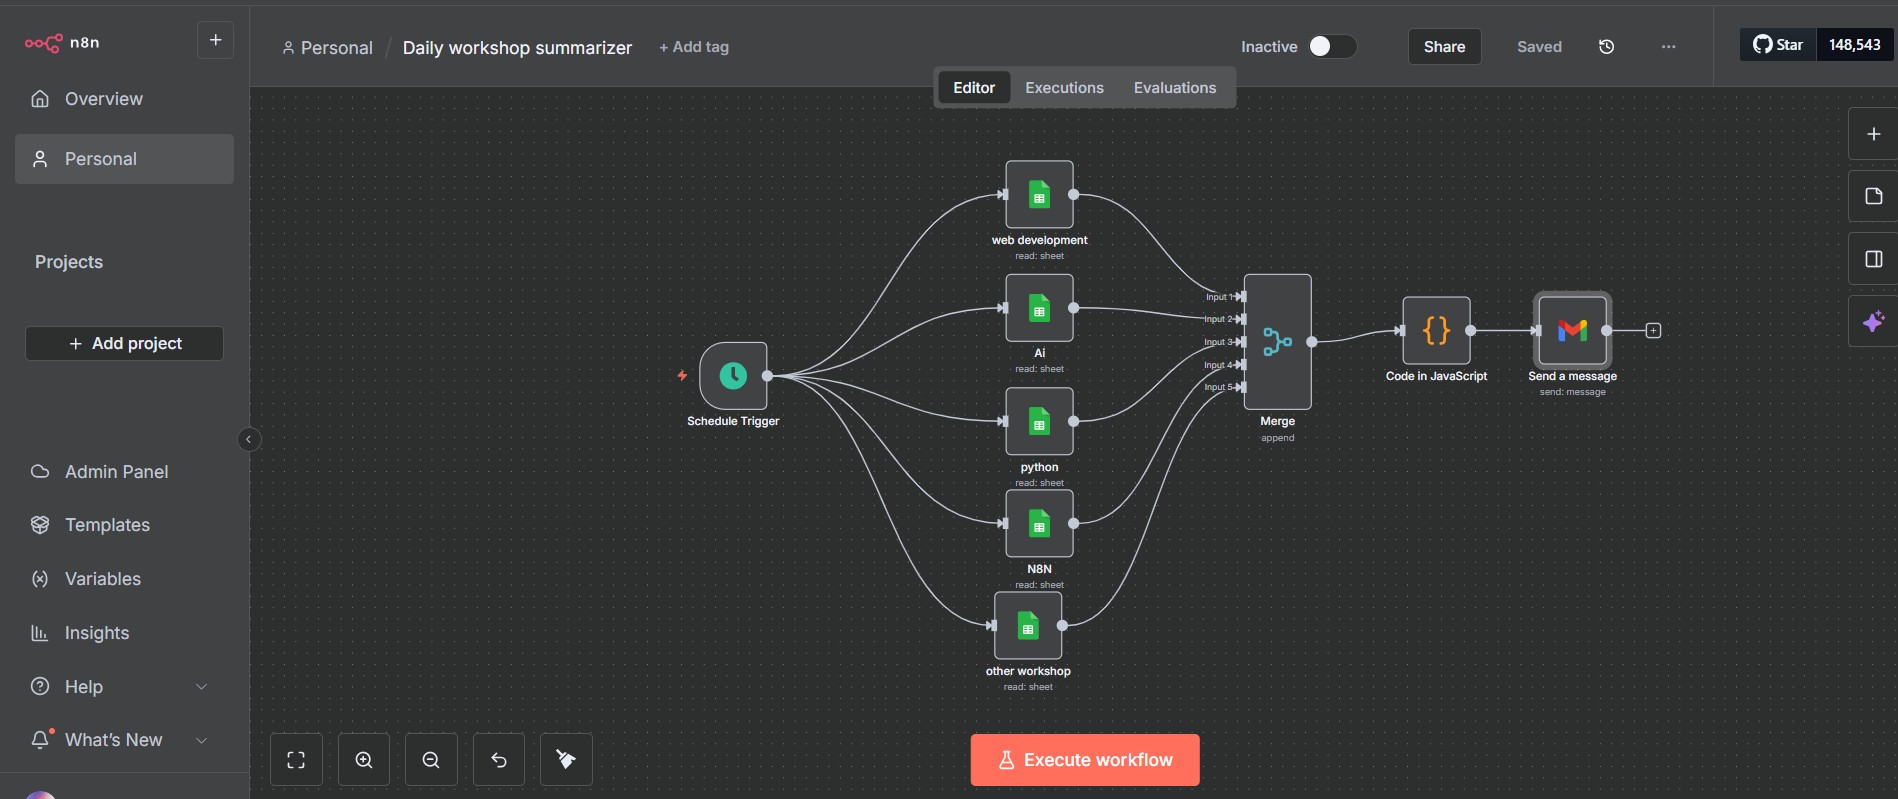 n8n
+
Overview
Personal
Projects
+ Add project
Admin Panel
Templates
Variables
Insights
Help
What's New
Personal / Daily workshop summarizer + Add tag
Inactive
Share
Saved
Star 148,543
Editor Executions Evaluations
web development
read: sheet
Ai
read: sheet
python
read: sheet
N8N
read: sheet
other workshop
read: sheet
Schedule Trigger
Input 1
Input 2
Input 3
Input 4
Input 5
Merge
append
Code in JavaScript
Send a message
send: message
Execute workflow